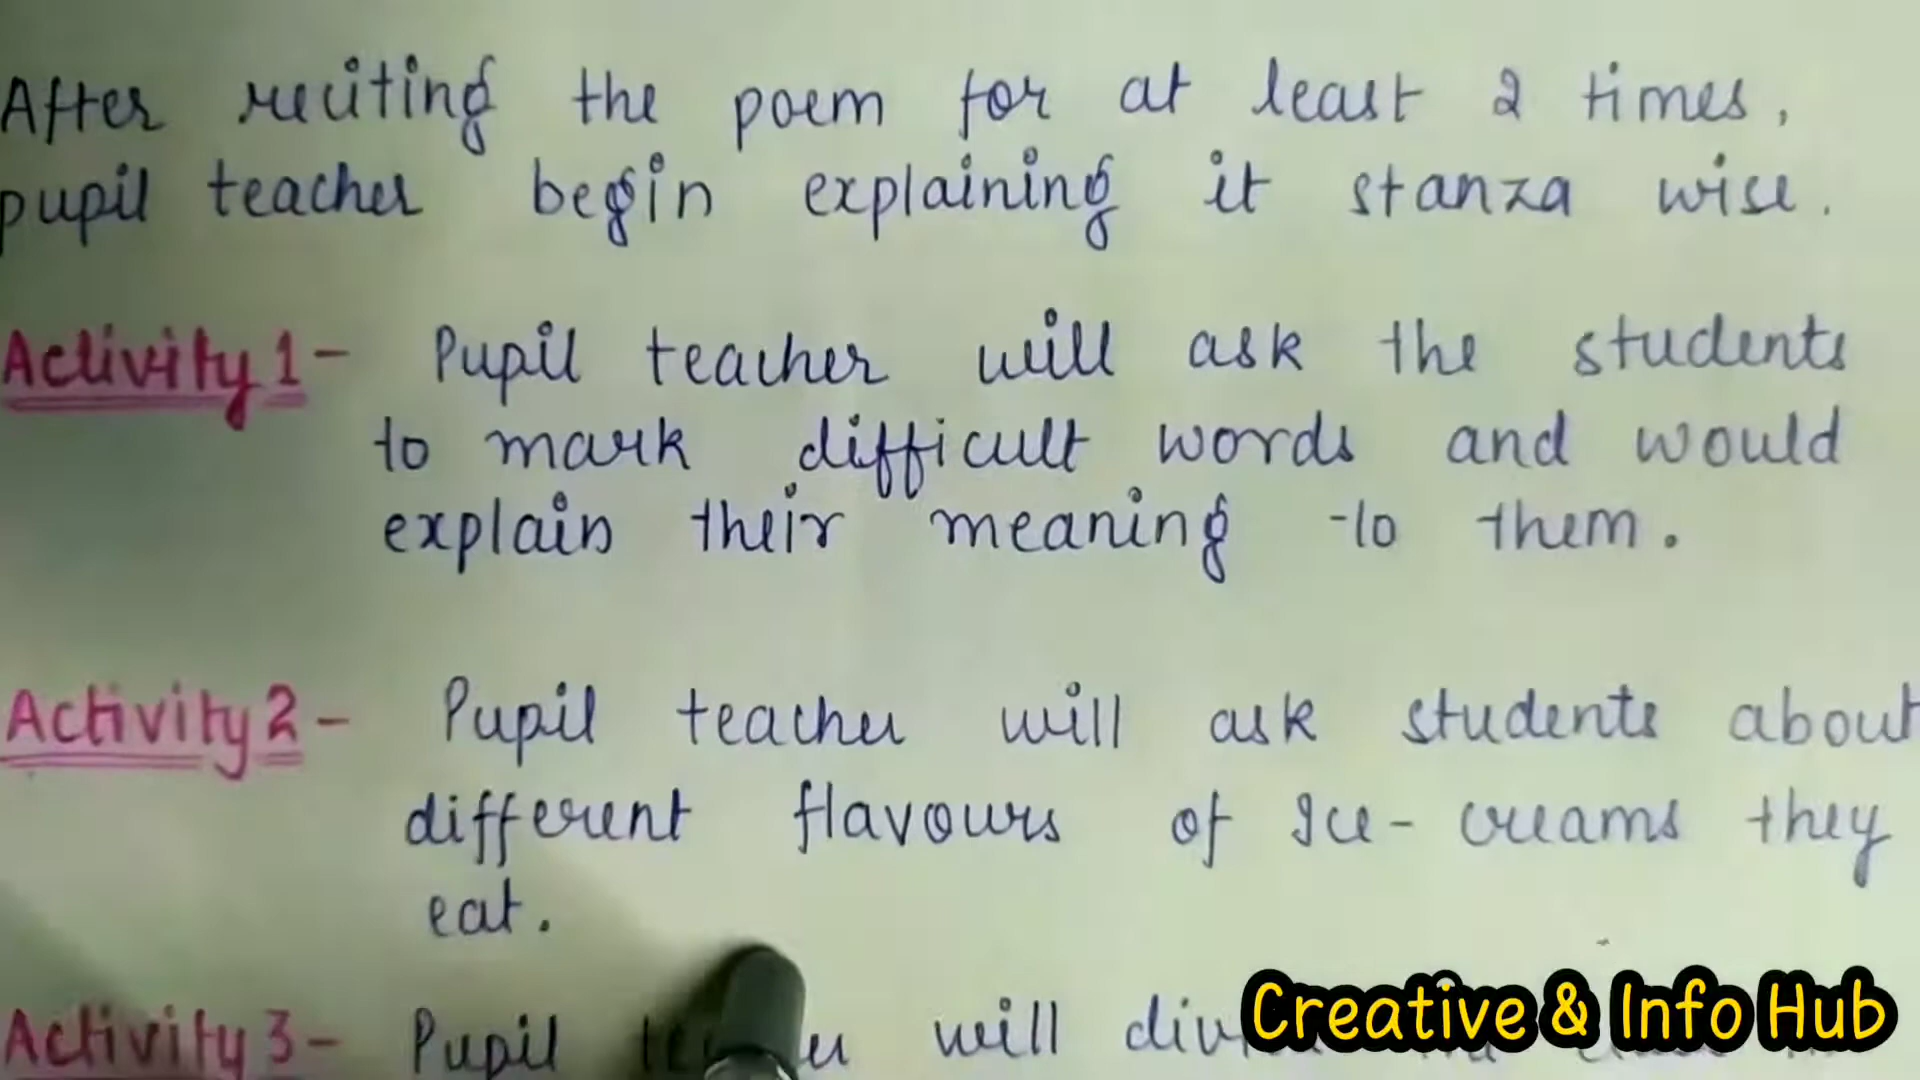 After reciting the poem for at least 2 times,
pupil teacher begin explaining it stanza wise.
Activity 1 - Pupil teacher will ask the students
to mark difficult words and would
explain their meaning to them.
Activity 2 - Pupil teacher will ask students about
different flavours of Ice-creams they
eat.
Activity 3 - Pupil will
Creative & Info Hub